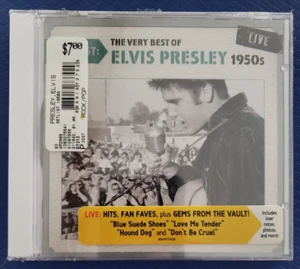 $7.00
THE VERY BEST OF
LIVE
ELVIS PRESLEY 1950s
PRESLEY, ELVIS
ROCK/POP
LIVE: HITS, FAN FAVES, plus GEMS FROM THE VAULT!
"Blue Suede Shoes" "Love Me Tender"
"Hound Dog" and "Don't Be Cruel"
Includes
liner
notes,
photos,
and more!